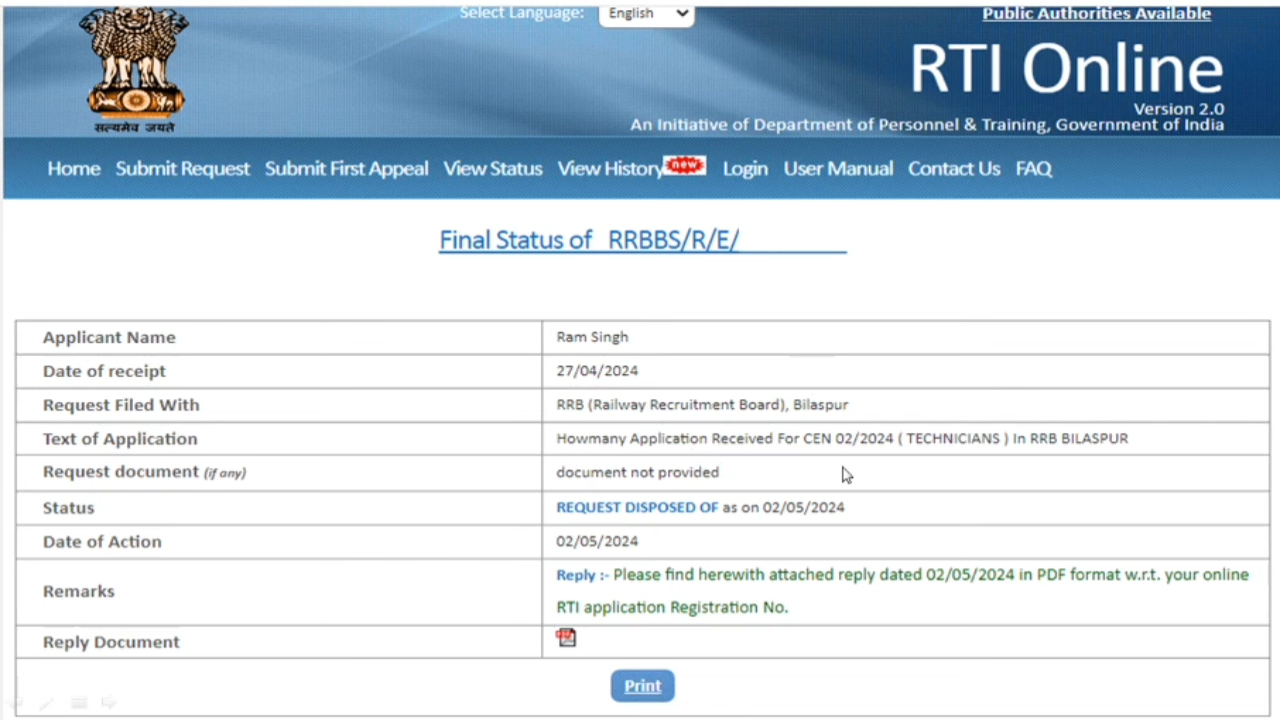 Select Language: English
Public Authorities Available
RTI Online
Version 2.0
An Initiative of Department of Personnel & Training, Government of India
सत्यमेव जयते
Home Submit Request Submit First Appeal View Status View History new Login User Manual Contact Us FAQ
Final Status of RRBBS/R/E/
Applicant Name Ram Singh
Date of receipt 27/04/2024
Request Filed With RRB (Railway Recruitment Board), Bilaspur
Text of Application Howmany Application Received For CEN 02/2024 ( TECHNICIANS ) In RRB BILASPUR
Request document (if any) document not provided
Status REQUEST DISPOSED OF as on 02/05/2024
Date of Action 02/05/2024
Remarks Reply :- Please find herewith attached reply dated 02/05/2024 in PDF format w.r.t. your online
RTI application Registration No.
Reply Document
Print